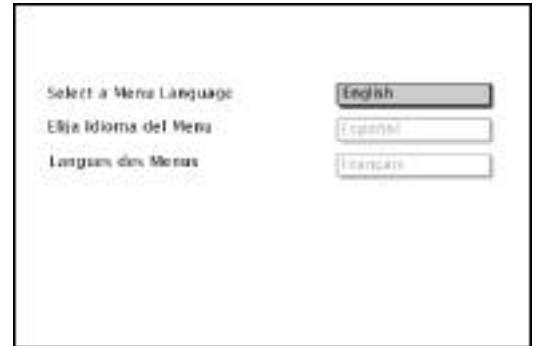 Select a Menu Language English
Elija Idioma del Menu Español
Langues des Menus Français